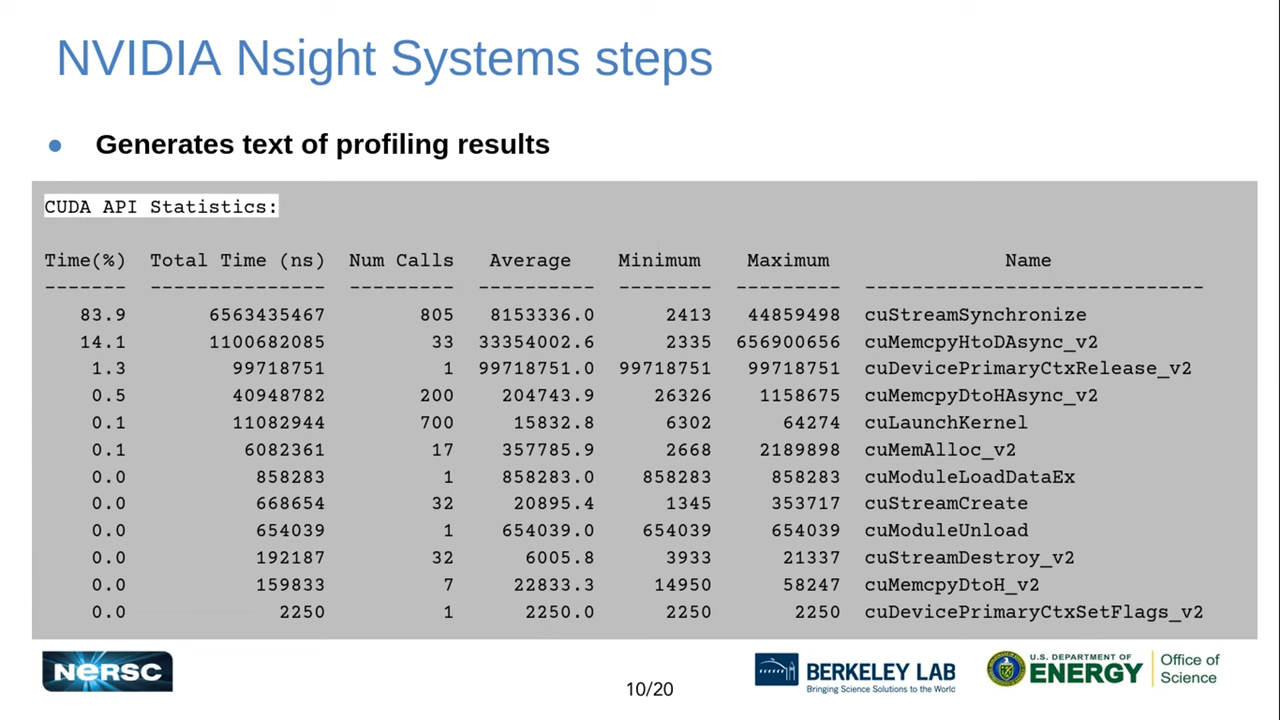 NVIDIA Nsight Systems steps
● Generates text of profiling results
CUDA API Statistics:
Time(%) Total Time (ns) Num Calls Average Minimum Maximum Name
------- --------------- --------- ---------- -------- --------- -----------------------------
83.9 6563435467 805 8153336.0 2413 44859498 cuStreamSynchronize
14.1 1100682085 33 33354002.6 2335 656900656 cuMemcpyHtoDAsync_v2
1.3 99718751 1 99718751.0 99718751 99718751 cuDevicePrimaryCtxRelease_v2
0.5 40948782 200 204743.9 26326 1158675 cuMemcpyDtoHAsync_v2
0.1 11082944 700 15832.8 6302 64274 cuLaunchKernel
0.1 6082361 17 357785.9 2668 2189898 cuMemAlloc_v2
0.0 858283 1 858283.0 858283 858283 cuModuleLoadDataEx
0.0 668654 32 20895.4 1345 353717 cuStreamCreate
0.0 654039 1 654039.0 654039 654039 cuModuleUnload
0.0 192187 32 6005.8 3933 21337 cuStreamDestroy_v2
0.0 159833 7 22833.3 14950 58247 cuMemcpyDtoH_v2
0.0 2250 1 2250.0 2250 2250 cuDevicePrimaryCtxSetFlags_v2
NERSC
10/20
BERKELEY LAB
Bringing Science Solutions to the World
U.S. DEPARTMENT OF
ENERGY
Office of
Science